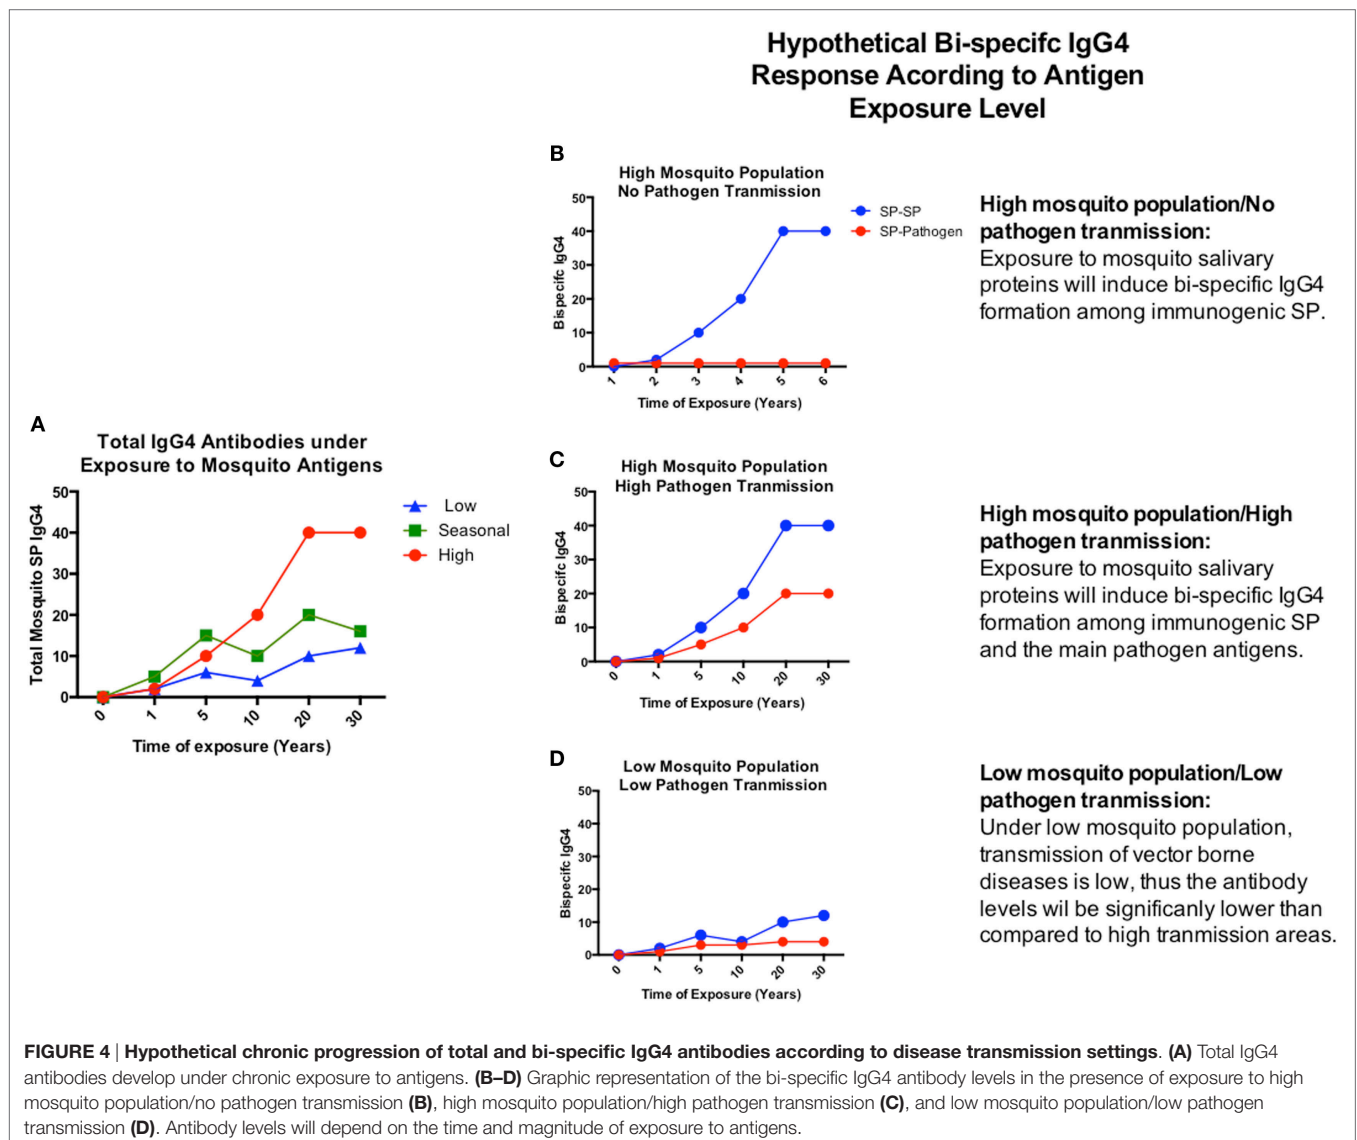 Hypothetical Bi-specifc IgG4
Response Acording to Antigen
Exposure Level
B
High Mosquito Population
No Pathogen Tranmission
50
40
30
20
10
0
Bispecifc IgG4
1 2 3 4 5 6
Time of Exposure (Years)
SP-SP
SP-Pathogen
High mosquito population/No
pathogen tranmission:
Exposure to mosquito salivary
proteins will induce bi-specific IgG4
formation among immunogenic SP.
A
Total IgG4 Antibodies under
Exposure to Mosquito Antigens
50
40
30
20
10
0
Total Mosquito SP IgG4
0 1 5 10 20 30
Time of exposure (Years)
Low
Seasonal
High
C
High Mosquito Population
High Pathogen Tranmission
50
40
30
20
10
0
Bispecifc IgG4
0 1 5 10 20 30
Time of Exposure (Years)
High mosquito population/High
pathogen tranmission:
Exposure to mosquito salivary
proteins will induce bi-specific IgG4
formation among immunogenic SP
and the main pathogen antigens.
D
Low Mosquito Population
Low Pathogen Tranmission
50
40
30
20
10
0
Bispecifc IgG4
0 1 5 10 20 30
Time of Exposure (Years)
Low mosquito population/Low
pathogen tranmission:
Under low mosquito population,
transmission of vector borne
diseases is low, thus the antibody
levels wil be significanly lower than
compared to high tranmission areas.
FIGURE 4 | Hypothetical chronic progression of total and bi-specific IgG4 antibodies according to disease transmission settings. (A) Total IgG4
antibodies develop under chronic exposure to antigens. (B–D) Graphic representation of the bi-specific IgG4 antibody levels in the presence of exposure to high
mosquito population/no pathogen transmission (B), high mosquito population/high pathogen transmission (C), and low mosquito population/low pathogen
transmission (D). Antibody levels will depend on the time and magnitude of exposure to antigens.